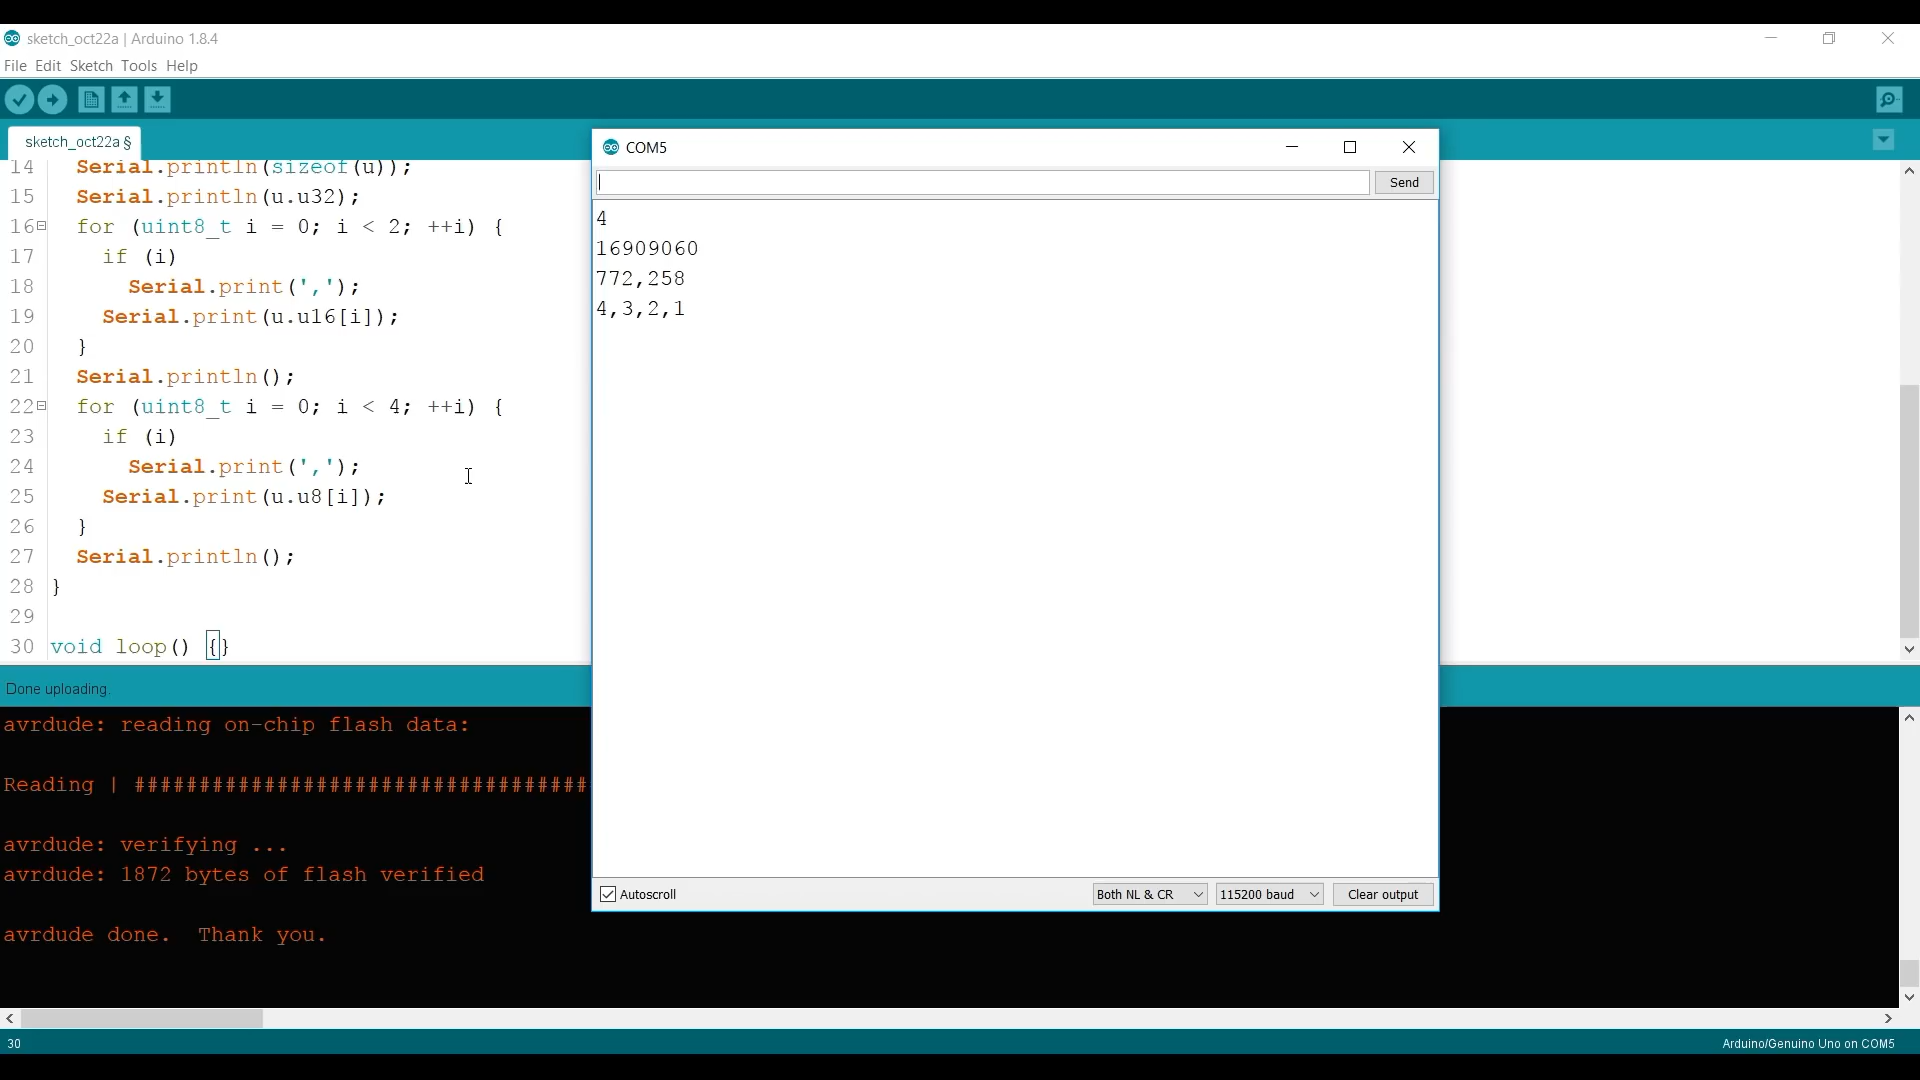 sketch_oct22a | Arduino 1.8.4
File Edit Sketch Tools Help
sketch_oct22a §
14 Serial.println(sizeof(u));
15 Serial.println(u.u32);
16 for (uint8_t i = 0; i < 2; ++i) {
17 if (i)
18 Serial.print(',');
19 Serial.print(u.u16[i]);
20 }
21 Serial.println();
22 for (uint8_t i = 0; i < 4; ++i) {
23 if (i)
24 Serial.print(',');
25 Serial.print(u.u8[i]);
26 }
27 Serial.println();
28 }
29
30 void loop() {}
COM5
Send
4
16909060
772,258
4,3,2,1
Autoscroll
Both NL & CR
115200 baud
Clear output
Done uploading.
avrdude: reading on-chip flash data:
Reading | ###################################
avrdude: verifying ...
avrdude: 1872 bytes of flash verified
avrdude done.  Thank you.
30
Arduino/Genuino Uno on COM5